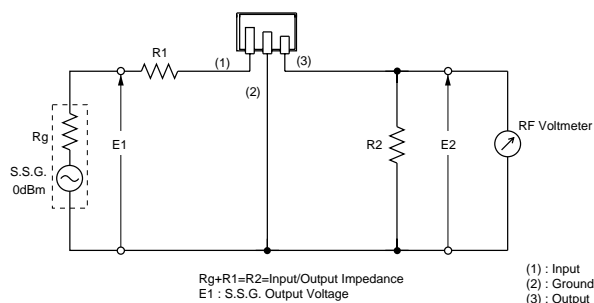 R1
(1)
(3)
(2)
Rg
E1
R2
E2
RF Voltmeter
S.S.G.
0dBm
Rg+R1=R2=Input/Output Impedance
E1 : S.S.G. Output Voltage
(1) : Input
(2) : Ground
(3) : Output